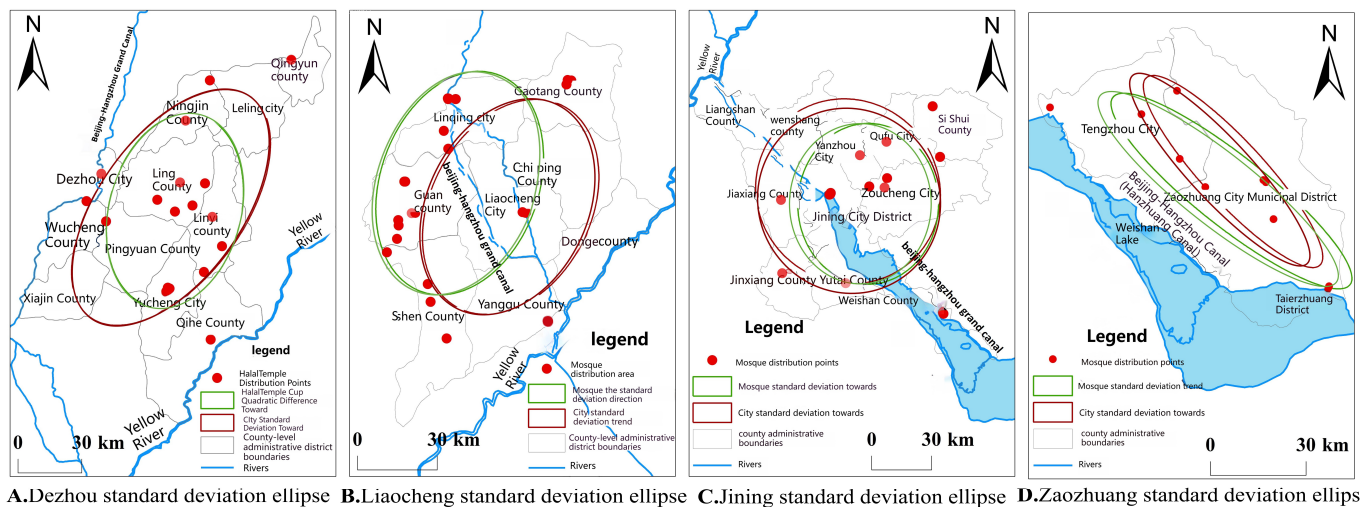 N
Beijing-Hangzhou Grand Canal
Qingyun
county
Ningjin
County
Lelingcity
Dezhou City
Ling
County
Linyi
county
Wucheng
County
Pingyuan County
Yellow
River
Xiajin County
Yucheng City
Qihe County
Yellow
River
legend
HalalTemple
Distribution Points
HalalTemple Cup
Quadratic Difference
Toward
City Standard
Deviation Toward
County-level
administrative district
boundaries
Rivers
0 30 km
A.Dezhou standard deviation ellipse
N
Gaotang County
Linqing city
Chi ping
County
Guan
county
Liaocheng
City
beijing-hangzhou grand canal
Dongecounty
Yanggu County
Sshen County
Yellow
River
legend
Mosque
distribution area
Mosque the standard
deviation direction
City standard
deviation trend
County-level administrative
district boundaries
Rivers
0 30 km
B.Liaocheng standard deviation ellipse
N
Yellow
River
Liangshan
County
wenshang
county
Si Shui
County
Qufu City
Yanzhou
City
Jiaxiang County
Zoucheng City
Jining City District
beijing-hangzhou grand canal
Jinxiang County
Yutai County
Weishan County
Legend
Mosque distribution points
Mosque standard deviation towards
City standard deviation towards
county administrative
boundaries
Rivers
0 30 km
C.Jining standard deviation ellipse
N
Tengzhou City
Zaozhuang City Municipal District
Beijing-Hangzhou Canal
(Hanzhuang Canal)
Weishan
Lake
Taierzhuang
District
Legend
Mosque distribution points
Mosque standard deviation trend
City standard deviation towards
county administrative
boundaries
Rivers
0 30 km
D.Zaozhuang standard deviation ellips